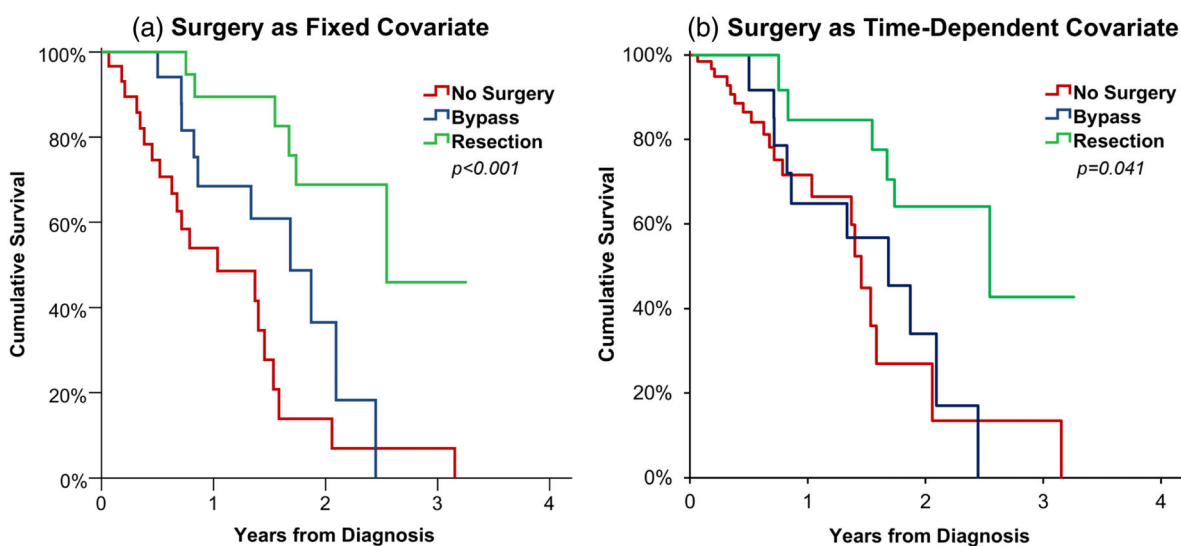 (a) Surgery as Fixed Covariate
100%
80%
60%
40%
20%
0%
Cumulative Survival
No Surgery
Bypass
Resection
p<0.001
0 1 2 3 4
Years from Diagnosis
(b) Surgery as Time-Dependent Covariate
100%
80%
60%
40%
20%
0%
Cumulative Survival
No Surgery
Bypass
Resection
p=0.041
0 1 2 3 4
Years from Diagnosis